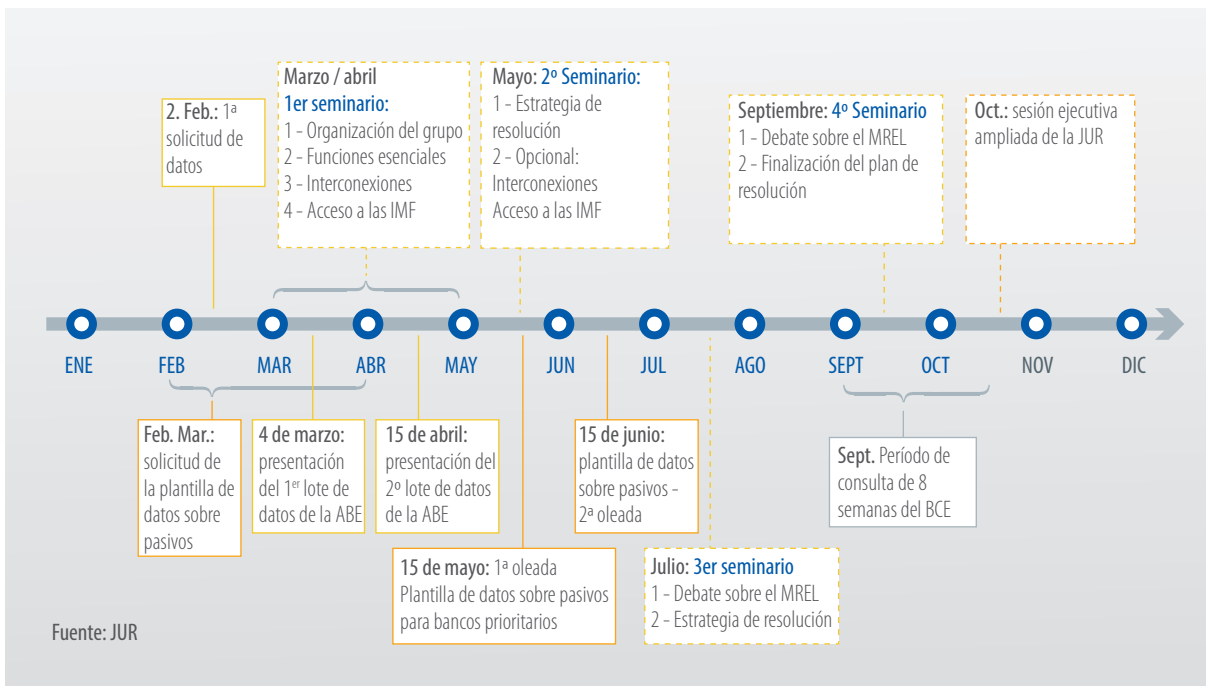 2. Feb.: 1ª
solicitud de
datos
Marzo / abril
1er seminario:
1 - Organización del grupo
2 - Funciones esenciales
3 - Interconexiones
4 - Acceso a las IMF
Mayo: 2º Seminario:
1 - Estrategia de
resolución
2 - Opcional:
Interconexiones
Acceso a las IMF
Septiembre: 4º Seminario
1 - Debate sobre el MREL
2 - Finalización del plan de
resolución
Oct.: sesión ejecutiva
ampliada de la JUR
ENE FEB MAR ABR MAY JUN JUL AGO SEPT OCT NOV DIC
Feb. Mar.:
solicitud de
la plantilla de
datos sobre
pasivos
4 de marzo:
presentación
del 1er lote de
datos de la ABE
15 de abril:
presentación del
2º lote de datos
de la ABE
15 de mayo: 1ª oleada
Plantilla de datos sobre pasivos
para bancos prioritarios
15 de junio:
plantilla de datos
sobre pasivos -
2ª oleada
Julio: 3er seminario
1 - Debate sobre el MREL
2 - Estrategia de resolución
Sept. Período de
consulta de 8
semanas del BCE
Fuente: JUR